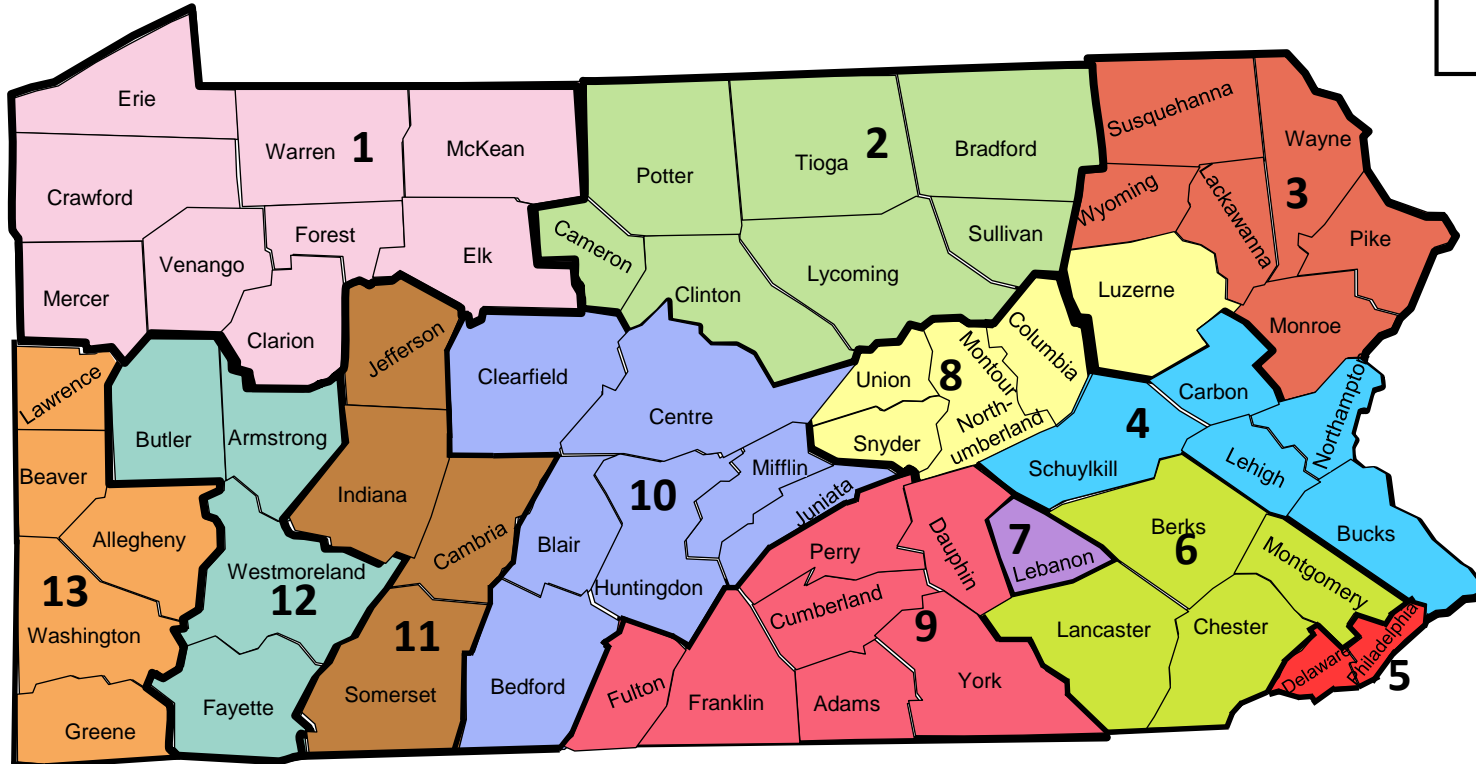 Erie
Warren
1
McKean
Crawford
Forest
Venango
Elk
Mercer
Clarion
Potter
Tioga
2
Bradford
Cameron
Sullivan
Lycoming
Clinton
Susquehanna
Wayne
Wyoming
Lackawanna
3
Pike
Monroe
Luzerne
Columbia
Montour
Union
8
North-
umberland
Snyder
Carbon
4
Northampton
Schuylkill
Lehigh
Bucks
Jefferson
Clearfield
Centre
Lawrence
Butler
Armstrong
Beaver
Indiana
Mifflin
10
Juniata
Allegheny
Cambria
Blair
Huntingdon
Perry
Dauphin
7
Lebanon
Berks
6
Montgomery
Westmoreland
12
13
Washington
Cumberland
9
Lancaster
Chester
Philadelphia
Delaware
5
11
Somerset
Bedford
Fulton
Franklin
Adams
York
Fayette
Greene